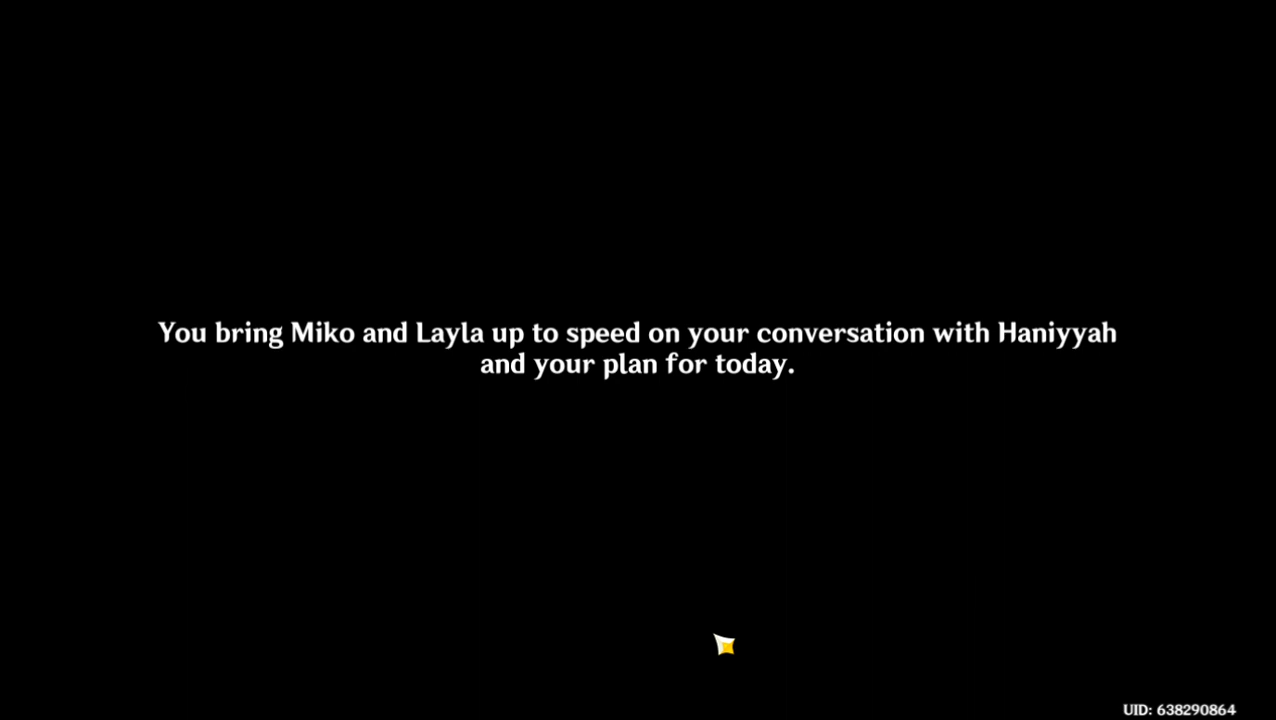 You bring Miko and Layla up to speed on your conversation with Haniyyah
and your plan for today.
UID: 638290864